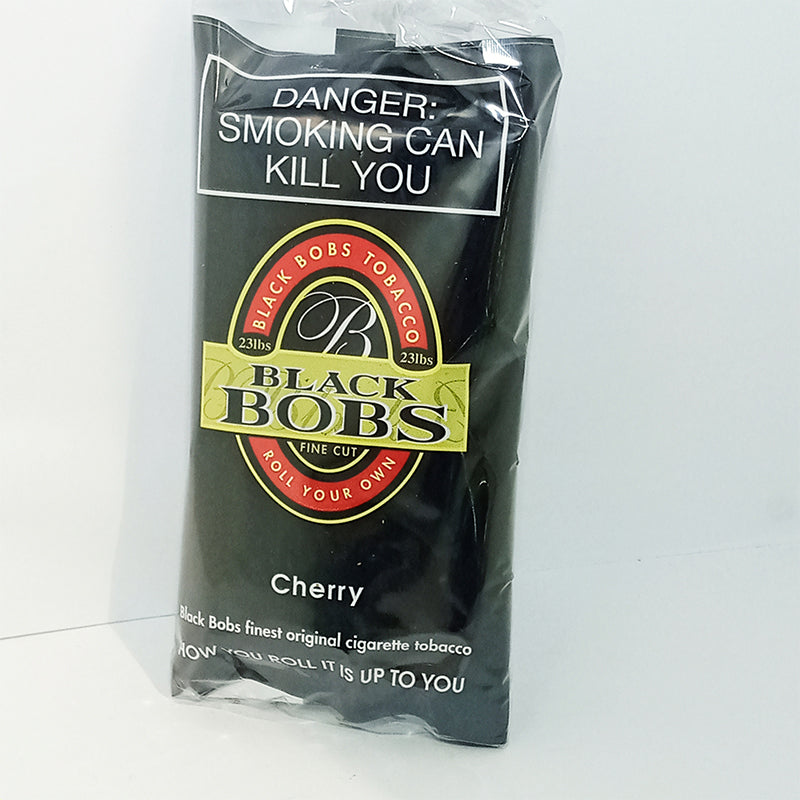 DANGER:
SMOKING CAN
KILL YOU
BLACK BOBS TOBACCO
B
23lbs
23lbs
BLACK
BOBS
FINE CUT
ROLL YOUR OWN
Cherry
Black Bobs finest original cigarette tobacco
HOW YOU ROLL IT IS UP TO YOU